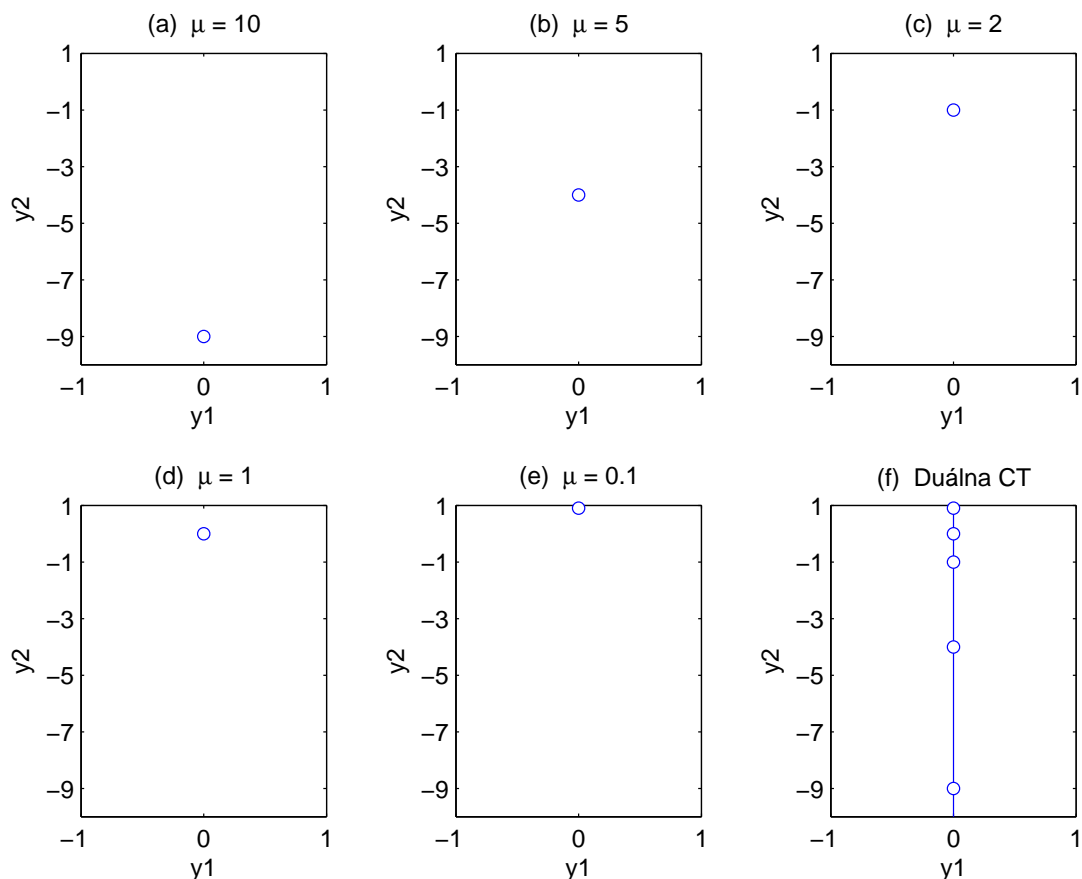 (a) μ = 10
1
−1
−3
−5
−7
−9
y2
−1 0 1
y1
(b) μ = 5
1
−1
−3
−5
−7
−9
y2
−1 0 1
y1
(c) μ = 2
1
−1
−3
−5
−7
−9
y2
−1 0 1
y1
(d) μ = 1
1
−1
−3
−5
−7
−9
y2
−1 0 1
y1
(e) μ = 0.1
1
−1
−3
−5
−7
−9
y2
−1 0 1
y1
(f) Duálna CT
1
−1
−3
−5
−7
−9
y2
−1 0 1
y1